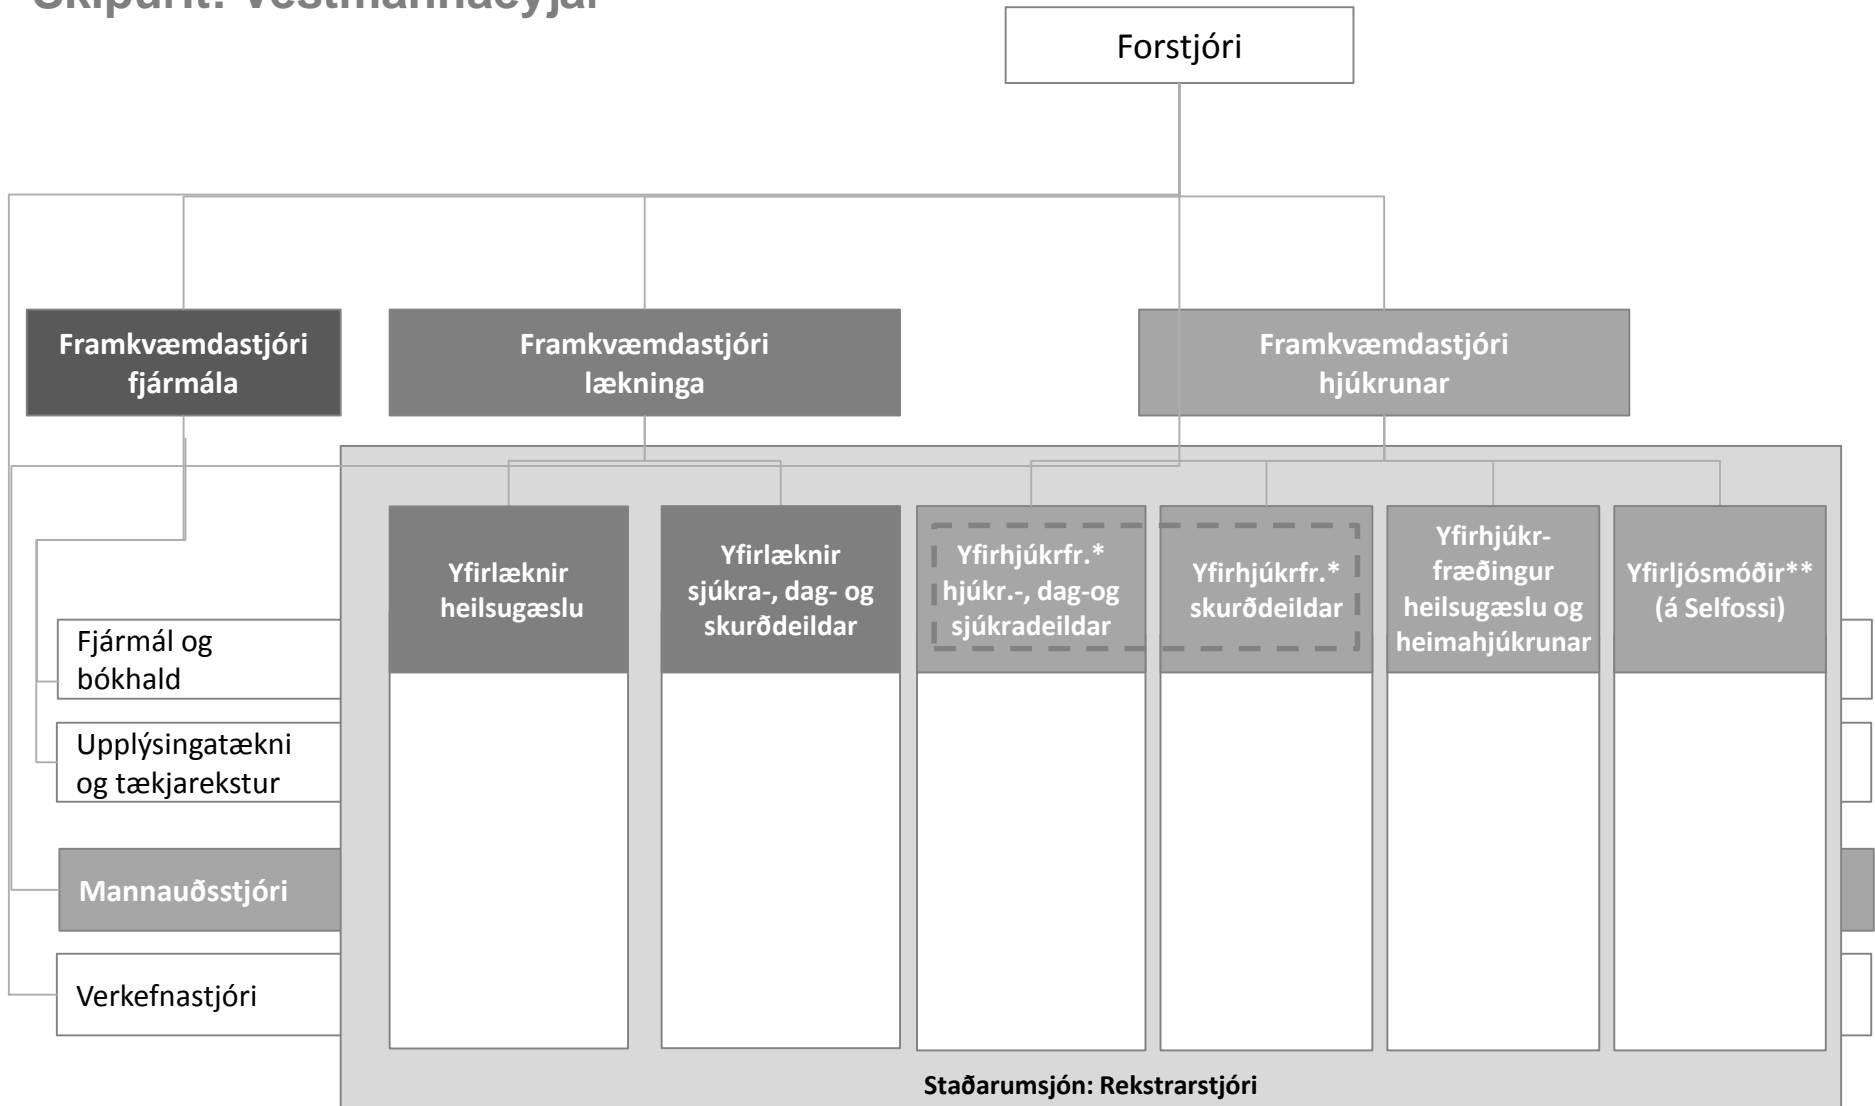 Skipurit: Vestmannaeyjar
Forstjóri
Framkvæmdastjóri
fjármála
Framkvæmdastjóri
lækninga
Framkvæmdastjóri
hjúkrunar
Yfirlæknir
heilsugæslu
Yfirlæknir
sjúkra-, dag- og
skurðdeildar
Yfirhjúkrfr.*
hjúkr.-, dag-og
sjúkradeildar
Yfirhjúkrfr.*
skurðdeildar
Yfirhjúkr-
fræðingur
heilsugæslu og
heimahjúkrunar
Yfirljósmóðir**
(á Selfossi)
Fjármál og
bókhald
Upplýsingatækni
og tækjarekstur
Mannauðsstjóri
Verkefnastjóri
Staðarumsjón: Rekstrarstjóri